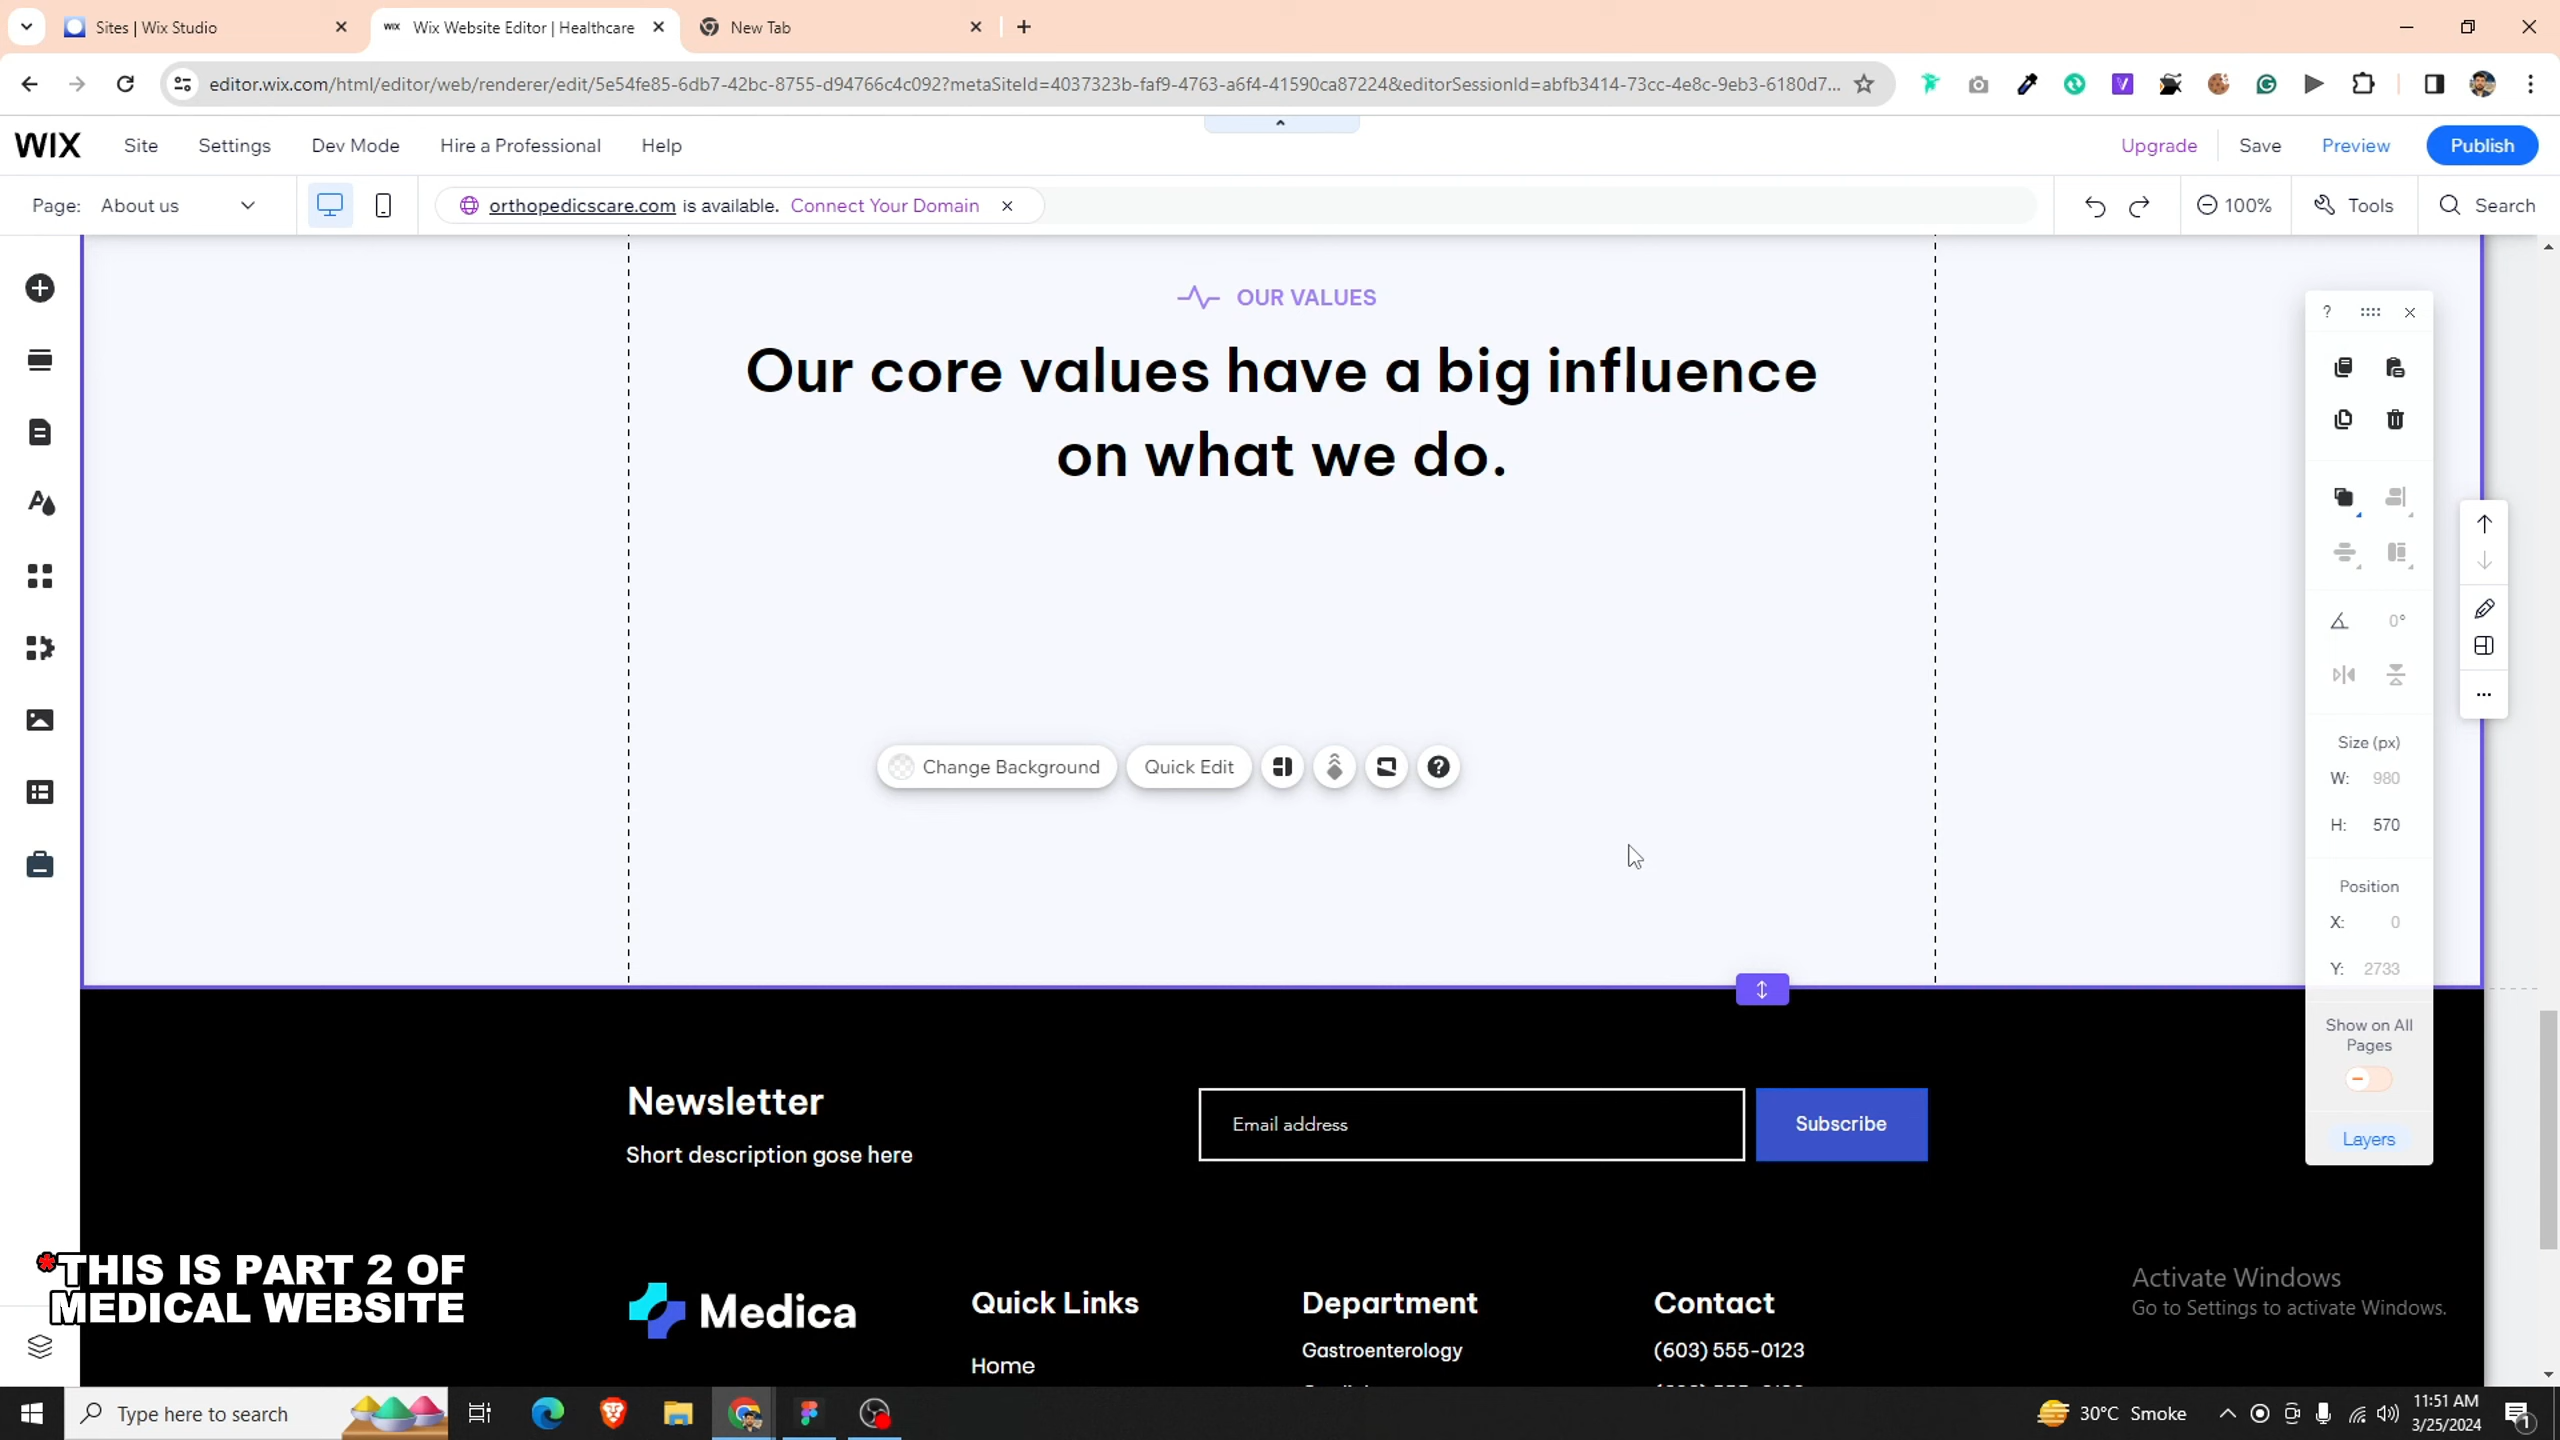 Sites | Wix Studio
WIX Wix Website Editor | Healthcare
New Tab
editor.wix.com/html/editor/web/renderer/edit/5e54fe85-6db7-42bc-8755-d94766c4c092?metaSiteId=4037323b-faf9-4763-a6f4-41590ca87224&editorSessionId=abfb3414-73cc-4e8c-9eb3-6180d7...
WIX Site Settings Dev Mode Hire a Professional Help Upgrade Save Preview Publish
Page: About us orthopedicscare.com is available. Connect Your Domain 100% Tools Search
OUR VALUES
Our core values have a big influence
on what we do.
Change Background Quick Edit
0°
Size (px)
W: 980
H: 570
Position
X: 0
Y: 2733
Show on All
Pages
Layers
Newsletter
Short description gose here
Email address
Subscribe
*THIS IS PART 2 OF
MEDICAL WEBSITE
Medica
Quick Links
Home
Department
Gastroenterology
Contact
(603) 555-0123
Activate Windows
Go to Settings to activate Windows.
Type here to search
30°C Smoke
11:51 AM
3/25/2024
1